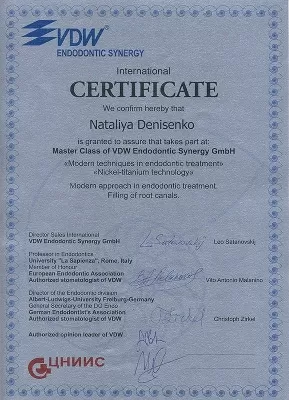 VDW
ENDODONTIC SYNERGY
International
CERTIFICATE
We confirm hereby that
Nataliya Denisenko
is granted to assure that takes part at:
Master Class of VDW Endodontic Synergy GmbH
«Modern techniques in endodontic treatment»
«Nickel-titanium technology»
Modern approach in endodontic treatment.
Filling of root canals.
Director Sales International
VDW Endodontic Synergy GmbH
Leo Satanovskij
Professor in Endodontics
University "La Sapienza", Rome, Italy
Member of Honour
European Endodontic Association
Authorized stomatologist of VDW
Vito Antonio Malagnino
Director of the Endodontic division
Albert-Ludwigs-University Freiburg-Germany
General Secretary of the DG Endo
German Endodontist's Association
Authorized stomatologist of VDW
Christoph Zirkel
Authorized opinion leader of VDW
ЦНИИС